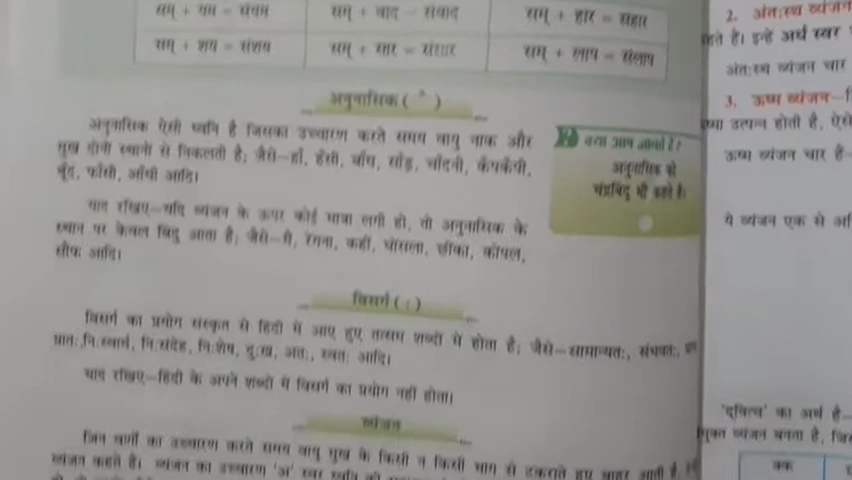 सम् + यम = संयम
सम् + वाद = संवाद
सम् + हार = संहार
सम् + शय = संशय
सम् + सार = संसार
सम् + लाप = संलाप
अनुनासिक ( ँ )
अनुनासिक ऐसी ध्वनि है जिसका उच्चारण करते समय वायु नाक और
मुख दोनों स्थानों से निकलती है; जैसे—हाँ, हँसी, बाँध, साँड़, चाँदनी, कँपकँपी,
बूँद, फाँसी, आँधी आदि।
याद रखिए—यदि व्यंजन के ऊपर कोई मात्रा लगी हो, तो अनुनासिक के
स्थान पर केवल बिंदु आता है; जैसे—में, रेंगना, कहीं, घोंसला, छींका, कोंपल,
सौंफ आदि।
क्या आप जानते हैं?
अनुनासिक को
चंद्रबिंदु भी कहते हैं।
विसर्ग ( : )
विसर्ग का प्रयोग संस्कृत से हिंदी में आए हुए तत्सम शब्दों में होता है; जैसे—सामान्यतः, संभवतः,
प्रातः, निःस्वार्थ, निःसंदेह, निःशेष, दुःख, अंतः, स्वतः आदि।
याद रखिए—हिंदी के अपने शब्दों में विसर्ग का प्रयोग नहीं होता।
व्यंजन
जिन वर्णों का उच्चारण करते समय वायु मुख के किसी न किसी भाग से टकराते हुए बाहर आती है,
व्यंजन कहते हैं। व्यंजन का उच्चारण 'अ' स्वर ध्वनि की
2. अंतःस्थ व्यंजन
कहते हैं। इन्हें अर्ध स्वर
अंतःस्थ व्यंजन चार
3. ऊष्म व्यंजन—
ऊष्मा उत्पन्न होती है, ऐसे
ऊष्म व्यंजन चार हैं—
ये व्यंजन एक से
'द्वित्व' का अर्थ है—
संयुक्त व्यंजन बनता है,
क्क